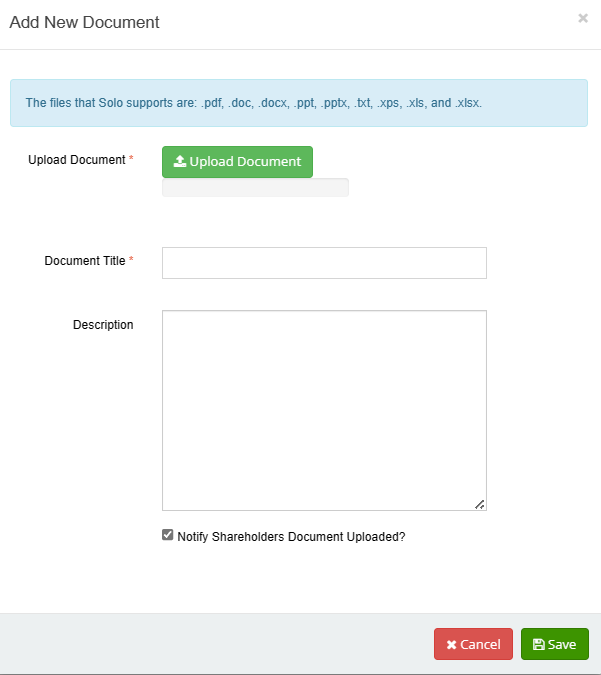 Add New Document
×
The files that Solo supports are: .pdf, .doc, .docx, .ppt, .pptx, .txt, .xps, .xls, and .xlsx.
Upload Document *
Upload Document
Document Title *
Description
Notify Shareholders Document Uploaded?
Cancel
Save